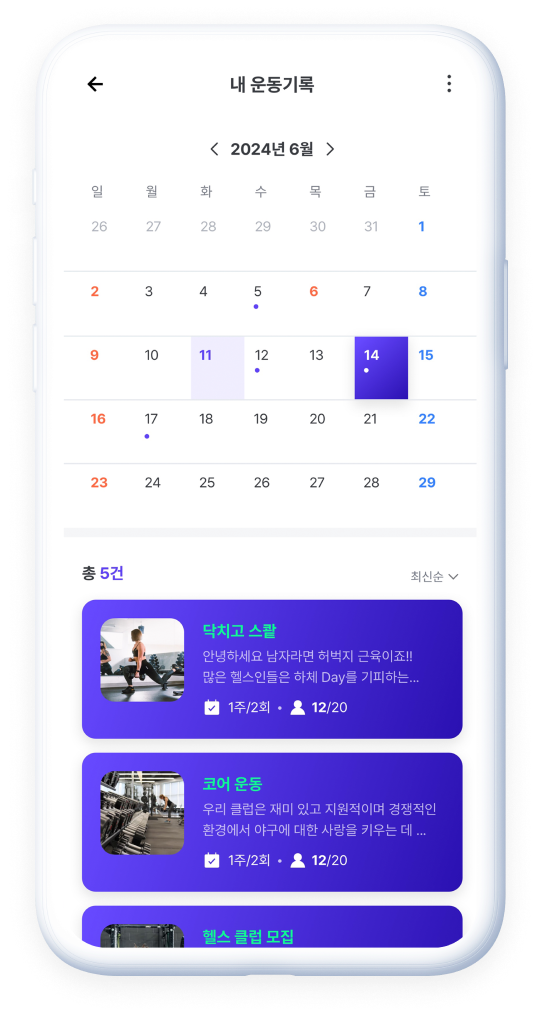 내 운동기록
2024년 6월
일 월 화 수 목 금 토
26 27 28 29 30 31 1
2 3 4 5 6 7 8
9 10 11 12 13 14 15
16 17 18 19 20 21 22
23 24 25 26 27 28 29
총 5건 최신순
닥치고 스쾉
안녕하세요 남자라면 허벅지 근육이죠!!
많은 헬스인들은 하체 Day를 기피하는...
1주/2회 • 12/20
코어 운동
우리 클럽은 재미 있고 지원적이며 경쟁적인
환경에서 야구에 대한 사랑을 키우는 데 ...
1주/2회 • 12/20
헬스 클럽 모집